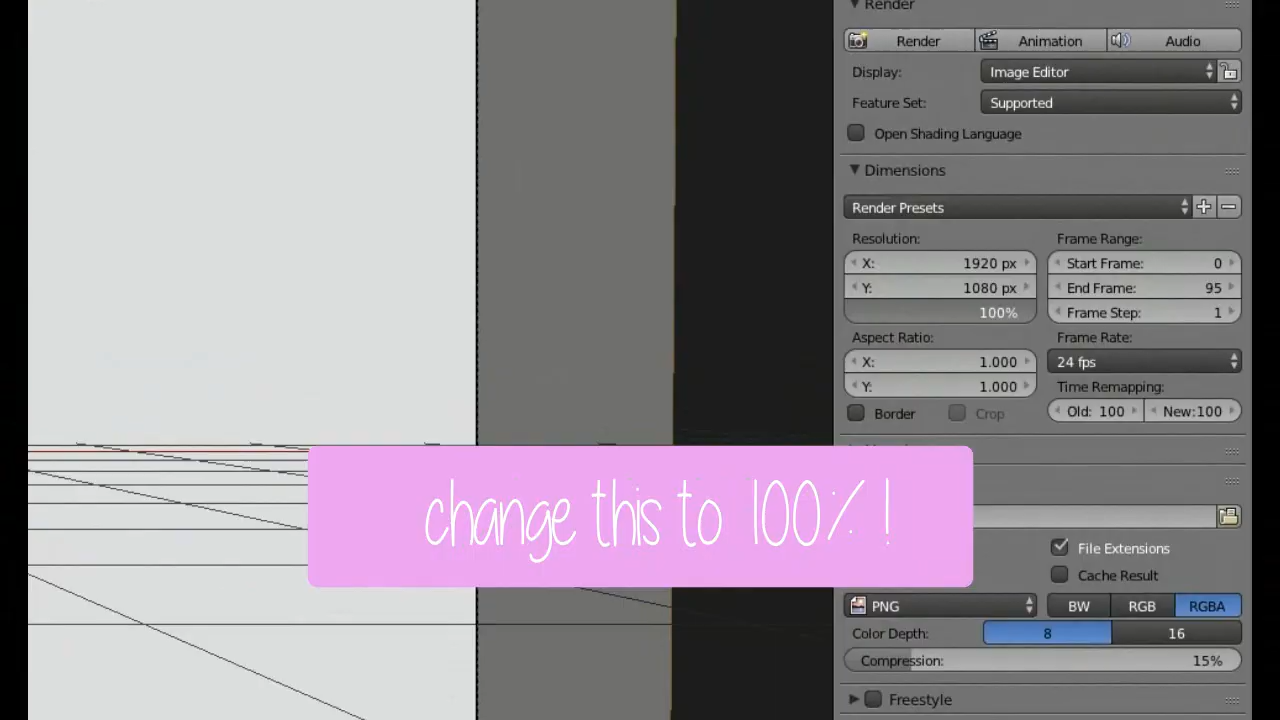 Render
Render Animation Audio
Display: Image Editor
Feature Set: Supported
Open Shading Language
Dimensions
Render Presets
Resolution: Frame Range:
X: 1920 px Start Frame: 0
Y: 1080 px End Frame: 95
100% Frame Step: 1
Aspect Ratio: Frame Rate:
X: 1.000 24 fps
Y: 1.000 Time Remapping:
Border Crop Old: 100 New:100
change this to 100% !
File Extensions
Cache Result
PNG BW RGB RGBA
Color Depth: 8 16
Compression: 15%
Freestyle